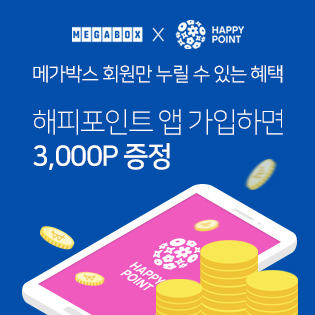 MEGABOX X HAPPY POINT
메가박스 회원만 누릴 수 있는 혜택
해피포인트 앱 가입하면
3,000P 증정
HAPPY
POINT